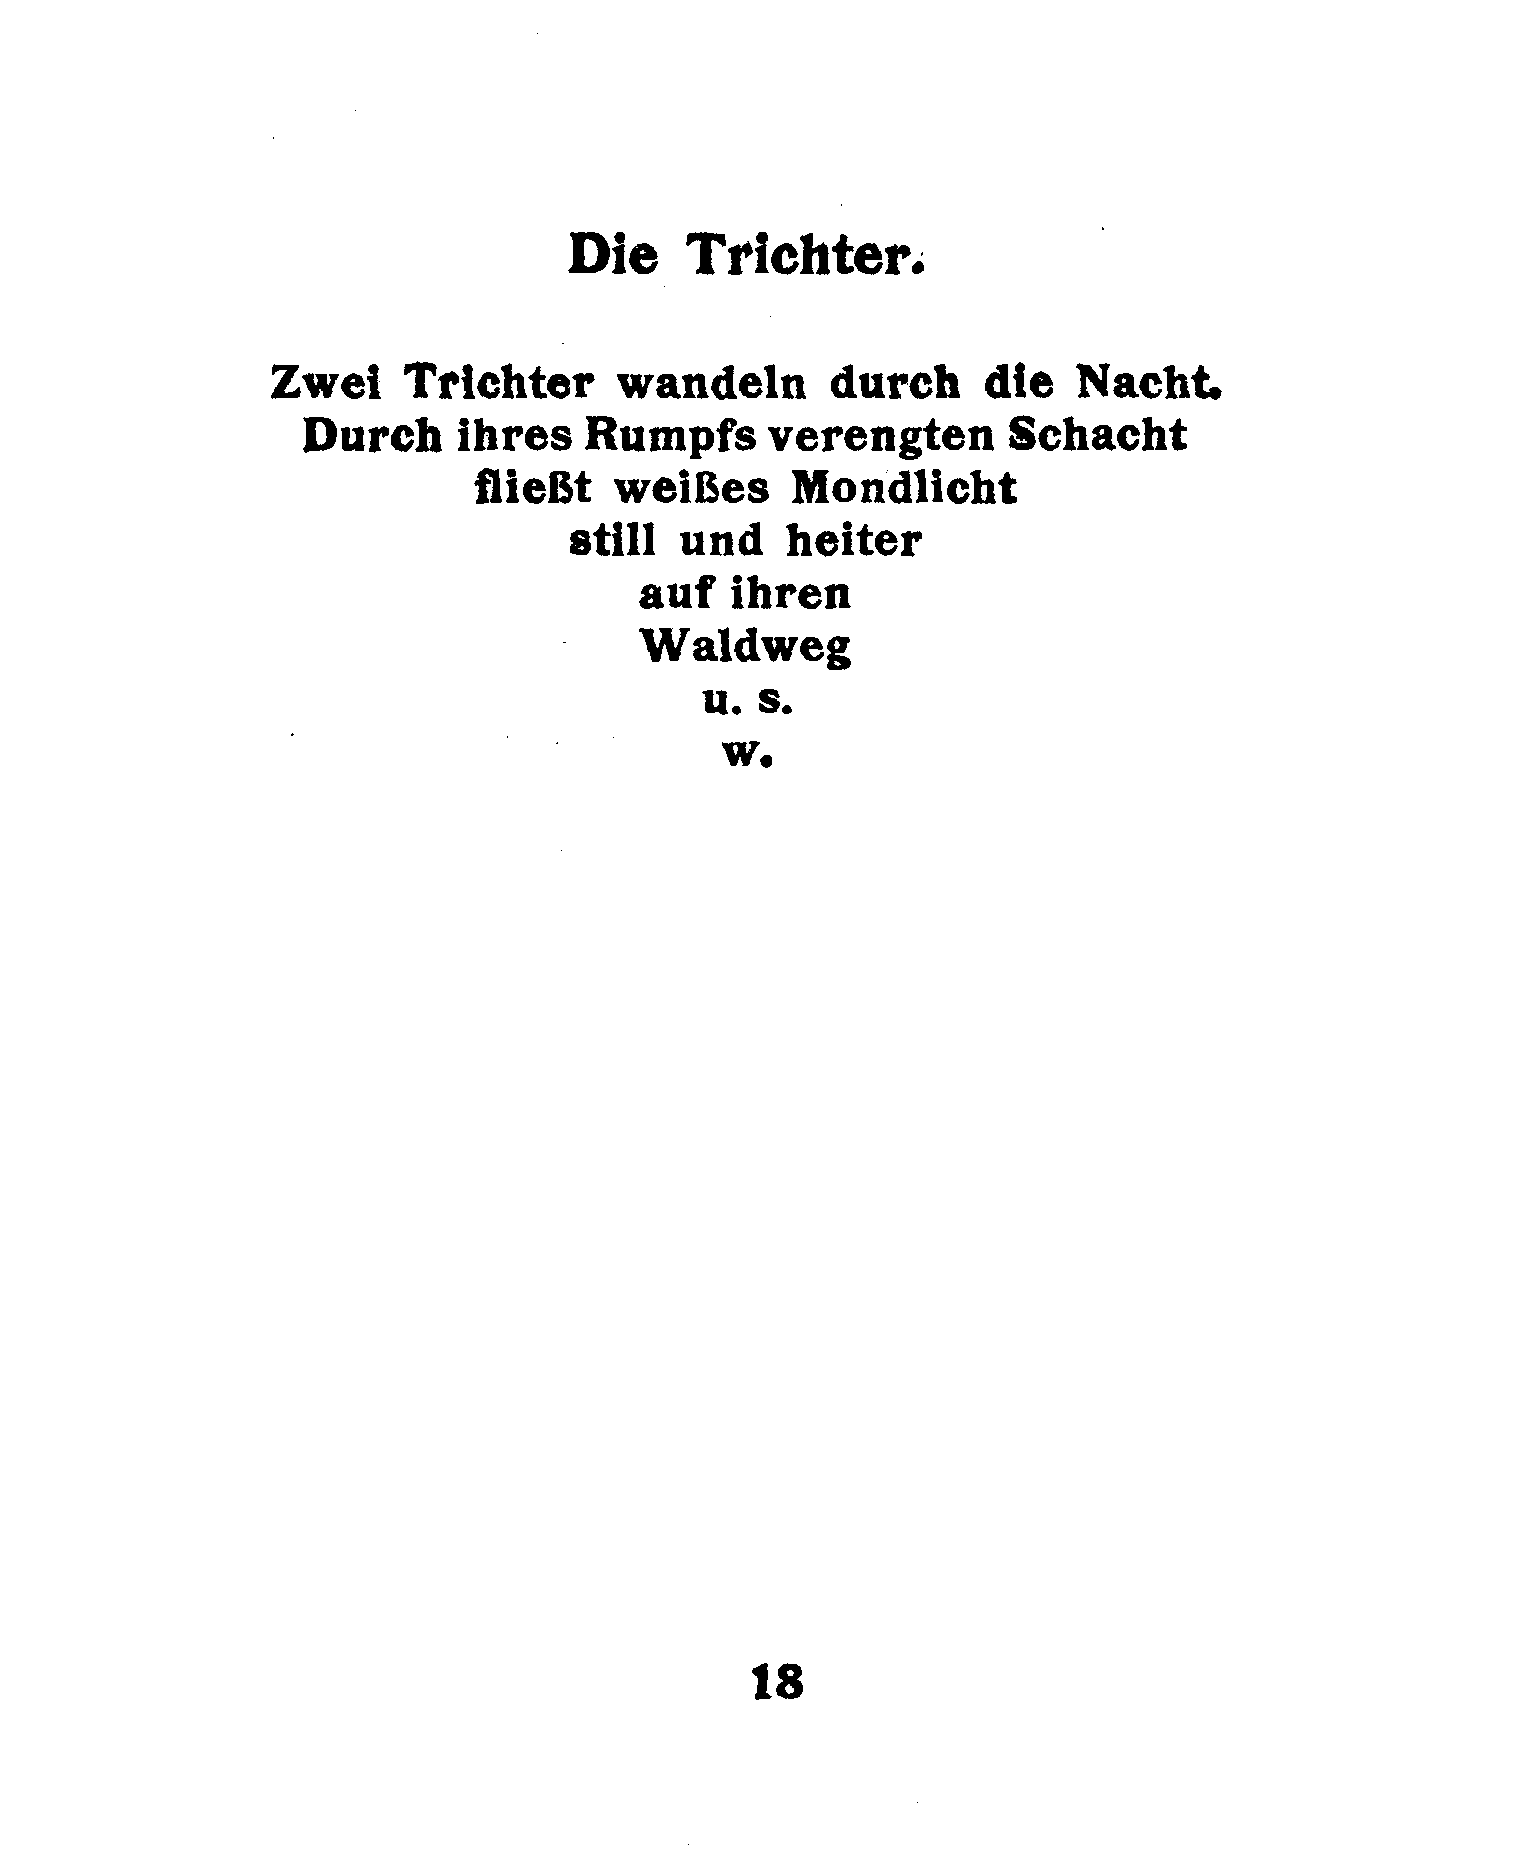 Die Trichter.
Zwei Trichter wandeln durch die Nacht.
Durch ihres Rumpfs verengten Schacht
fließt weißes Mondlicht
still und heiter
auf ihren
Waldweg
u. s.
w.
18